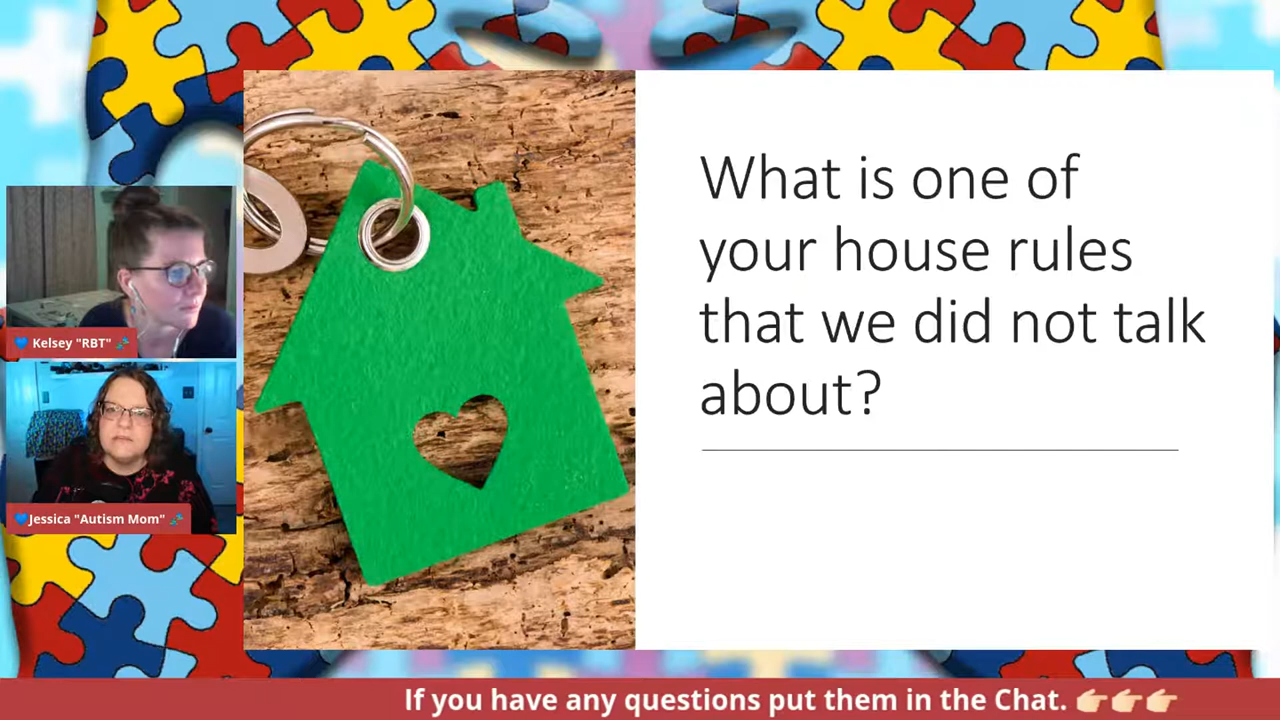 What is one of
your house rules
that we did not talk
about?
💙 Kelsey "RBT" 🧬
💙Jessica "Autism Mom" 🧬
If you have any questions put them in the Chat. 👉🏼👉🏼👉🏼